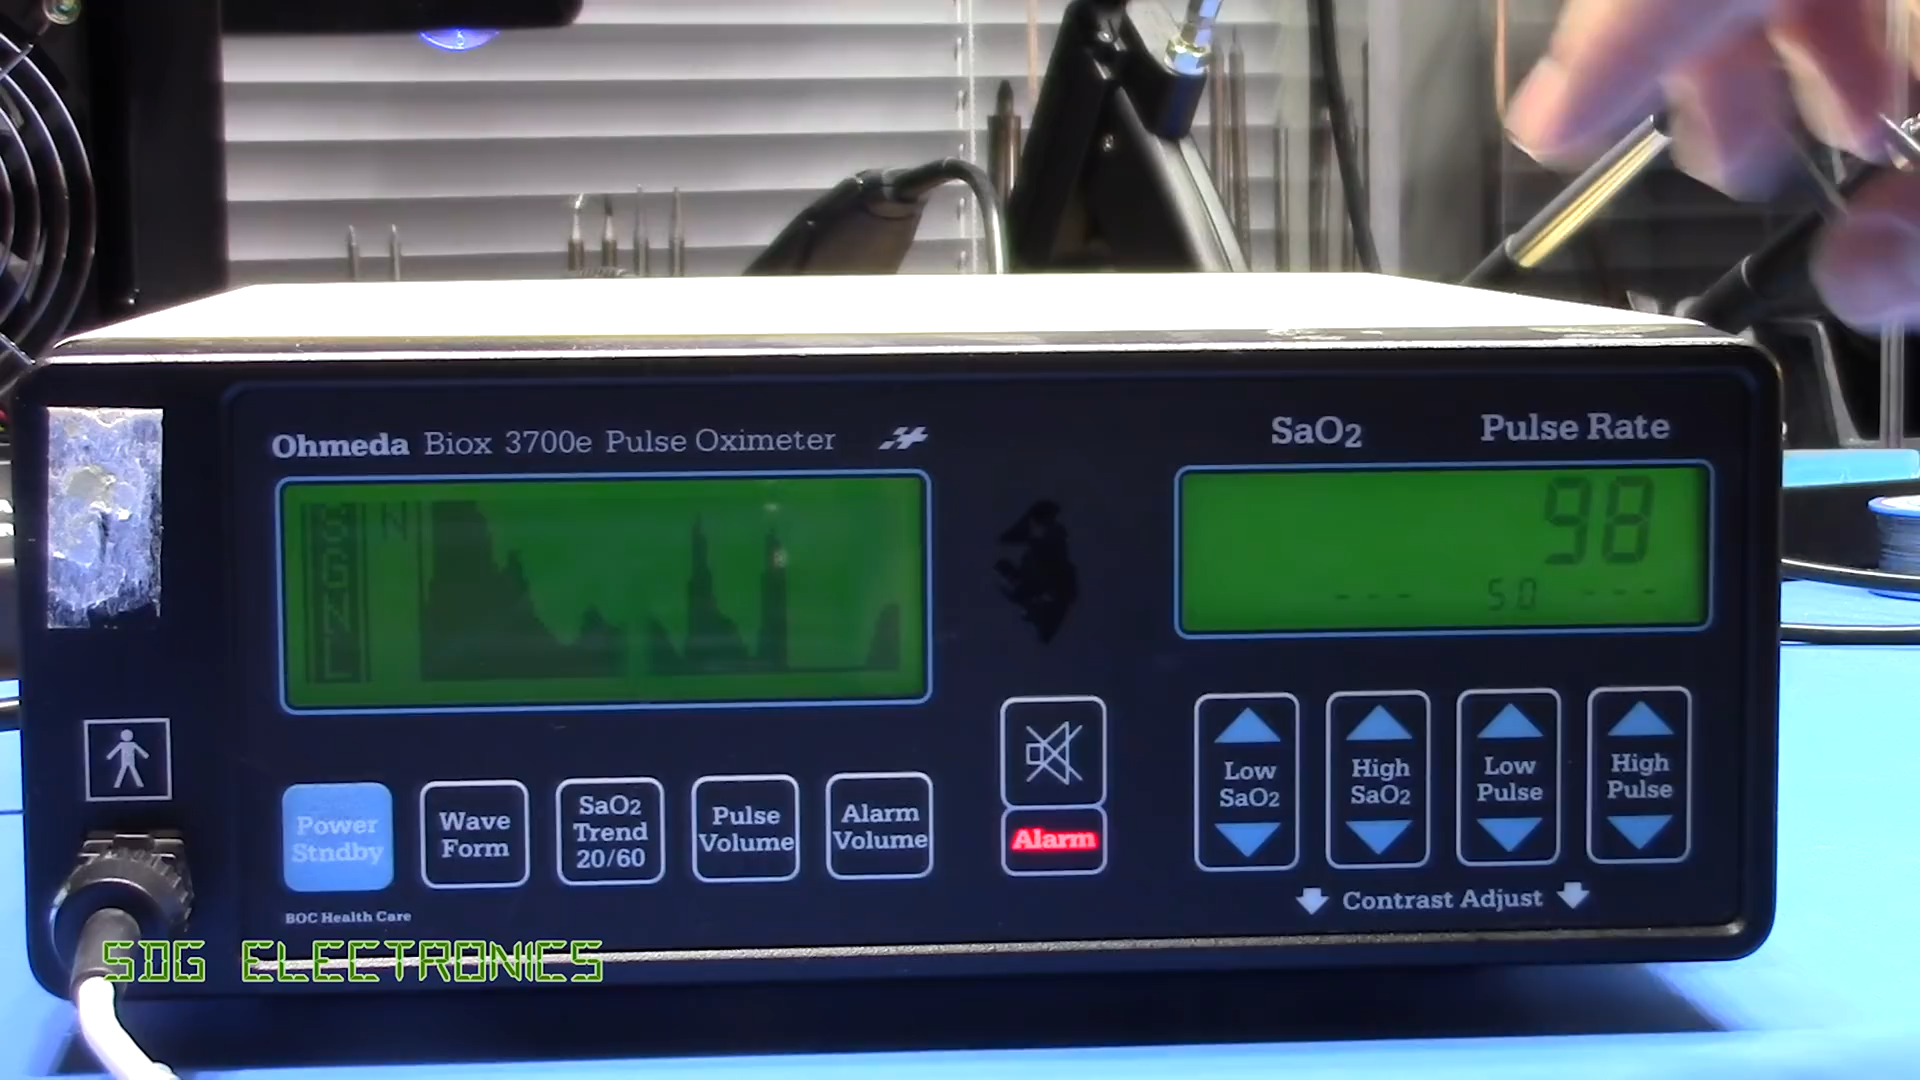 Ohmeda Biox 3700e Pulse Oximeter
SaO2 Pulse Rate
SGNL
N
98
--- 50 ---
Power Stndby
Wave Form
SaO2 Trend 20/60
Pulse Volume
Alarm Volume
Alarm
Low SaO2
High SaO2
Low Pulse
High Pulse
Contrast Adjust
BOC Health Care
SDG ELECTRONICS